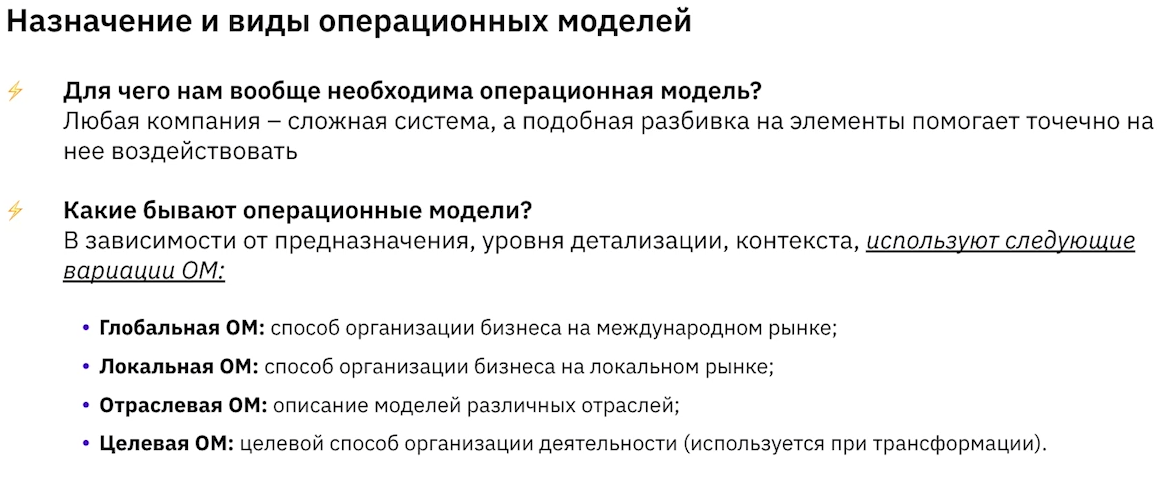 Назначение и виды операционных моделей
⚡ Для чего нам вообще необходима операционная модель?
Любая компания – сложная система, а подобная разбивка на элементы помогает точечно на
нее воздействовать
⚡ Какие бывают операционные модели?
В зависимости от предназначения, уровня детализации, контекста, используют следующие
вариации ОМ:
• Глобальная ОМ: способ организации бизнеса на международном рынке;
• Локальная ОМ: способ организации бизнеса на локальном рынке;
• Отраслевая ОМ: описание моделей различных отраслей;
• Целевая ОМ: целевой способ организации деятельности (используется при трансформации).